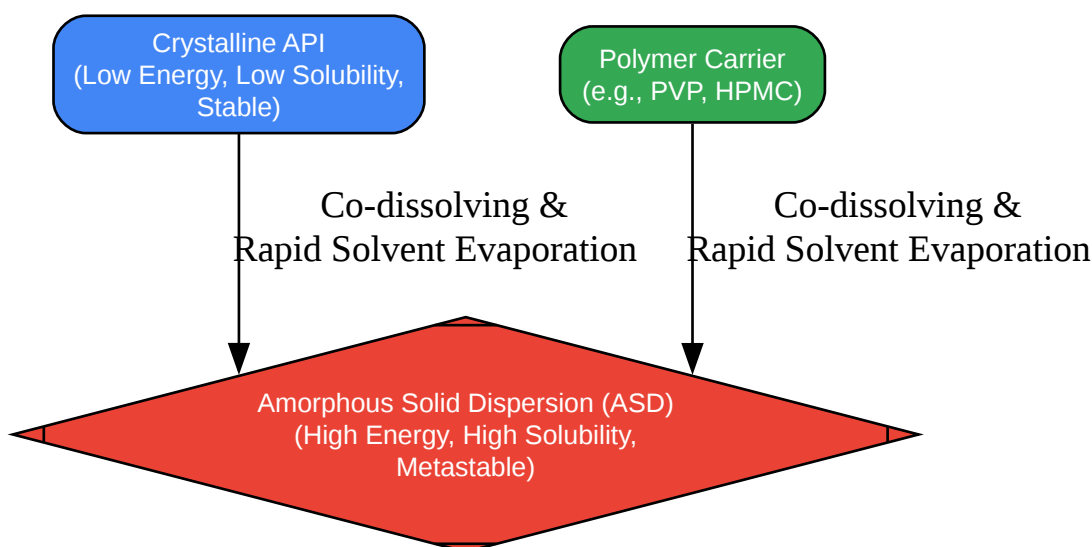 Crystalline API
(Low Energy, Low Solubility,
Stable)
Polymer Carrier
(e.g., PVP, HPMC)
Co-dissolving &
Rapid Solvent Evaporation
Co-dissolving &
Rapid Solvent Evaporation
Amorphous Solid Dispersion (ASD)
(High Energy, High Solubility,
Metastable)